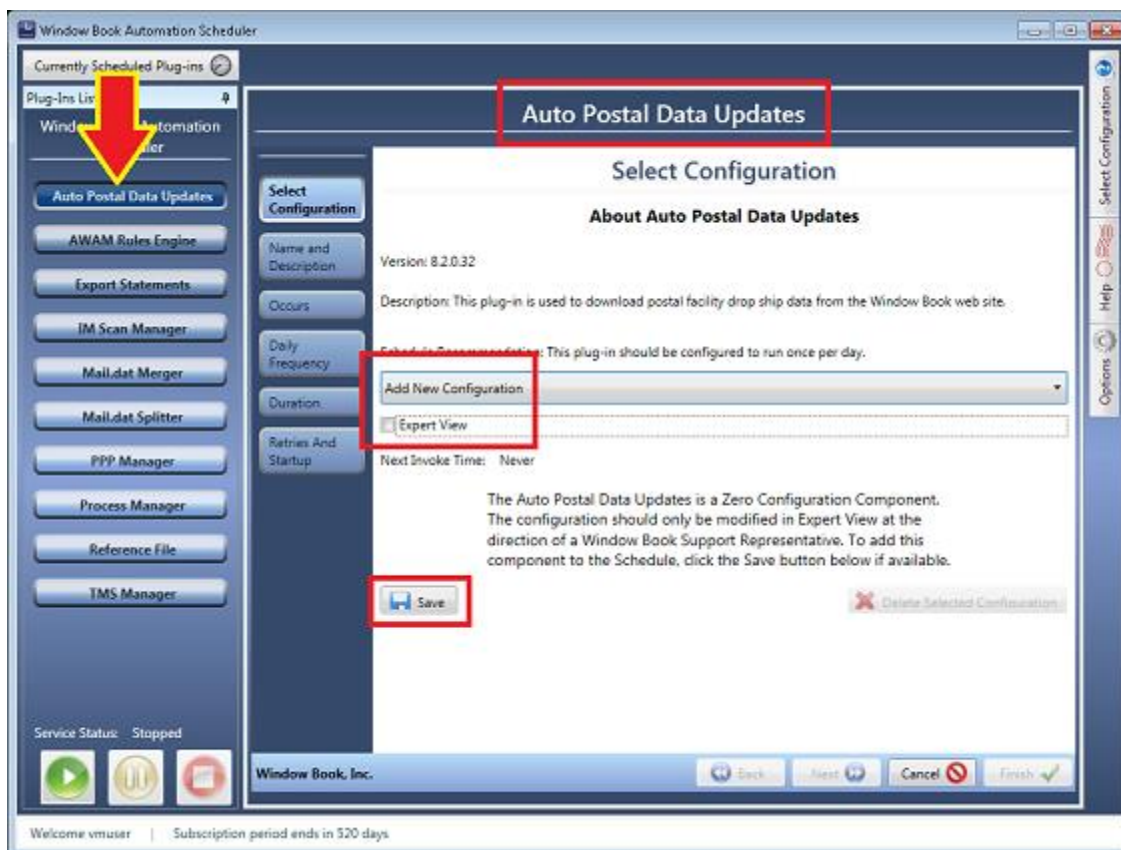 Window Book Automation Scheduler
Currently Scheduled Plug-ins
Plug-Ins Lis
Wind tomation
ler
Auto Postal Data Updates
AWAM Rules Engine
Export Statements
IM Scan Manager
Mail.dat Merger
Mail.dat Splitter
PPP Manager
Process Manager
Reference File
TMS Manager
Service Status: Stopped
Auto Postal Data Updates
Select
Configuration
Name and
Description
Occurs
Daily
Frequency
Duration
Retries And
Startup
Select Configuration
About Auto Postal Data Updates
Version: 8.2.0.32
Description: This plug-in is used to download postal facility drop ship data from the Window Book web site.
Schedule Recommendation: This plug-in should be configured to run once per day.
Add New Configuration
Expert View
Next Invoke Time: Never
The Auto Postal Data Updates is a Zero Configuration Component.
The configuration should only be modified in Expert View at the
direction of a Window Book Support Representative. To add this
component to the Schedule, click the Save button below if available.
Save
Delete Selected Configuration
Window Book, Inc.
Back
Next
Cancel
Finish
Select Configuration
Help
Options
Welcome vmuser | Subscription period ends in 520 days